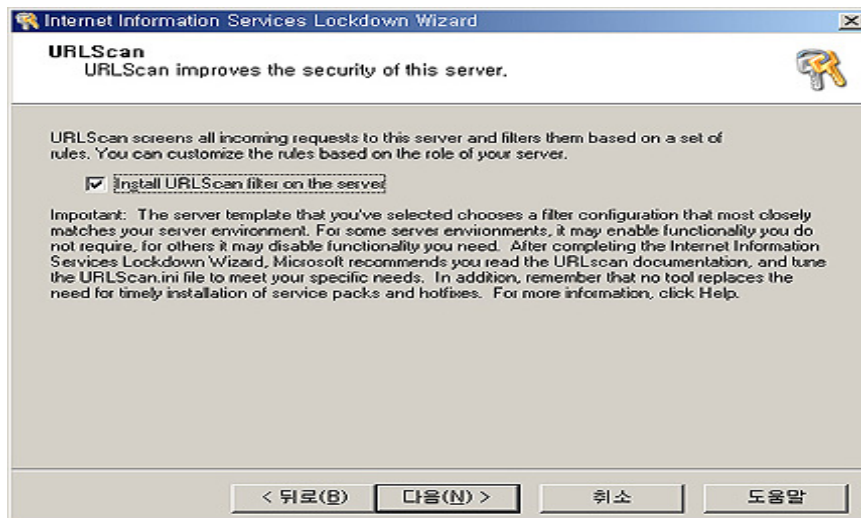 Internet Information Services Lockdown Wizard
URLScan
URLScan improves the security of this server.
URLScan screens all incoming requests to this server and filters them based on a set of
rules. You can customize the rules based on the role of your server.
Install URLScan filter on the server
Important: The server template that you've selected chooses a filter configuration that most closely
matches your server environment. For some server environments, it may enable functionality you do
not require, for others it may disable functionality you need. After completing the Internet Information
Services Lockdown Wizard, Microsoft recommends you read the URLscan documentation, and tune
the URLScan.ini file to meet your specific needs. In addition, remember that no tool replaces the
need for timely installation of service packs and hotfixes. For more information, click Help.
< 뒤로(B) 다음(N) > 취소 도움말